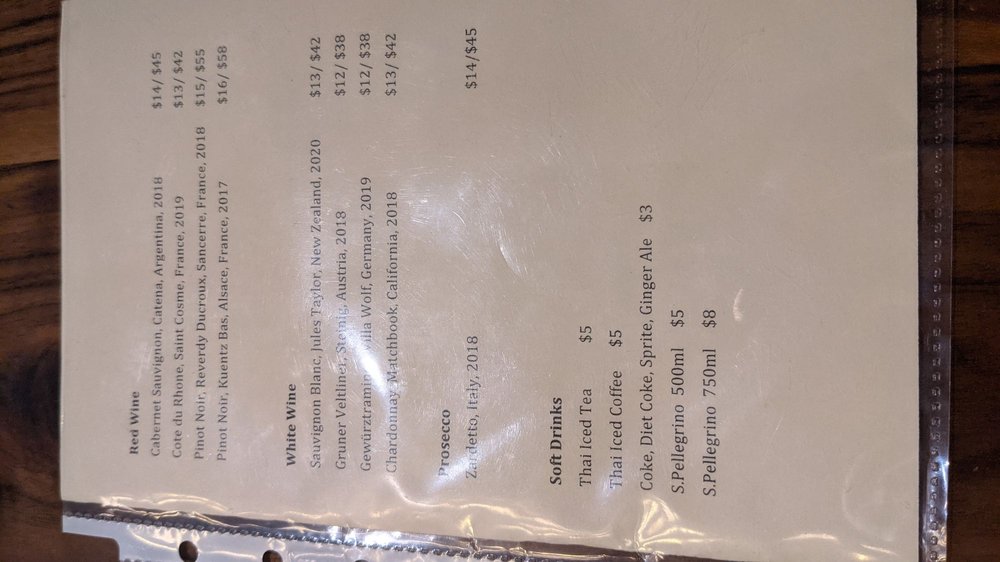 Red Wine
Cabernet Sauvignon, Catena, Argentina, 2018 $14/ $45
Cote du Rhone, Saint Cosme, France, 2019 $13/ $42
Pinot Noir, Reverdy Ducroux, Sancerre, France, 2018 $15/ $55
Pinot Noir, Kuentz Bas, Alsace, France, 2017 $16/ $58
White Wine
Sauvignon Blanc, Jules Taylor, New Zealand, 2020 $13/ $42
Gruner Veltliner, Steinig, Austria, 2018 $12/ $38
Wolf, Germany, 2019 $12/ $38
Chardonnay, Matchbook, California, 2018 $13/ $42
Prosecco
Zardetto, Italy, 2018 $14/$45
Soft Drinks
Thai Iced Tea $5
Thai Iced Coffee $5
Coke, Diet Coke, Sprite, Ginger Ale $3
S.Pellegrino 500ml $5
S.Pellegrino 750ml $8